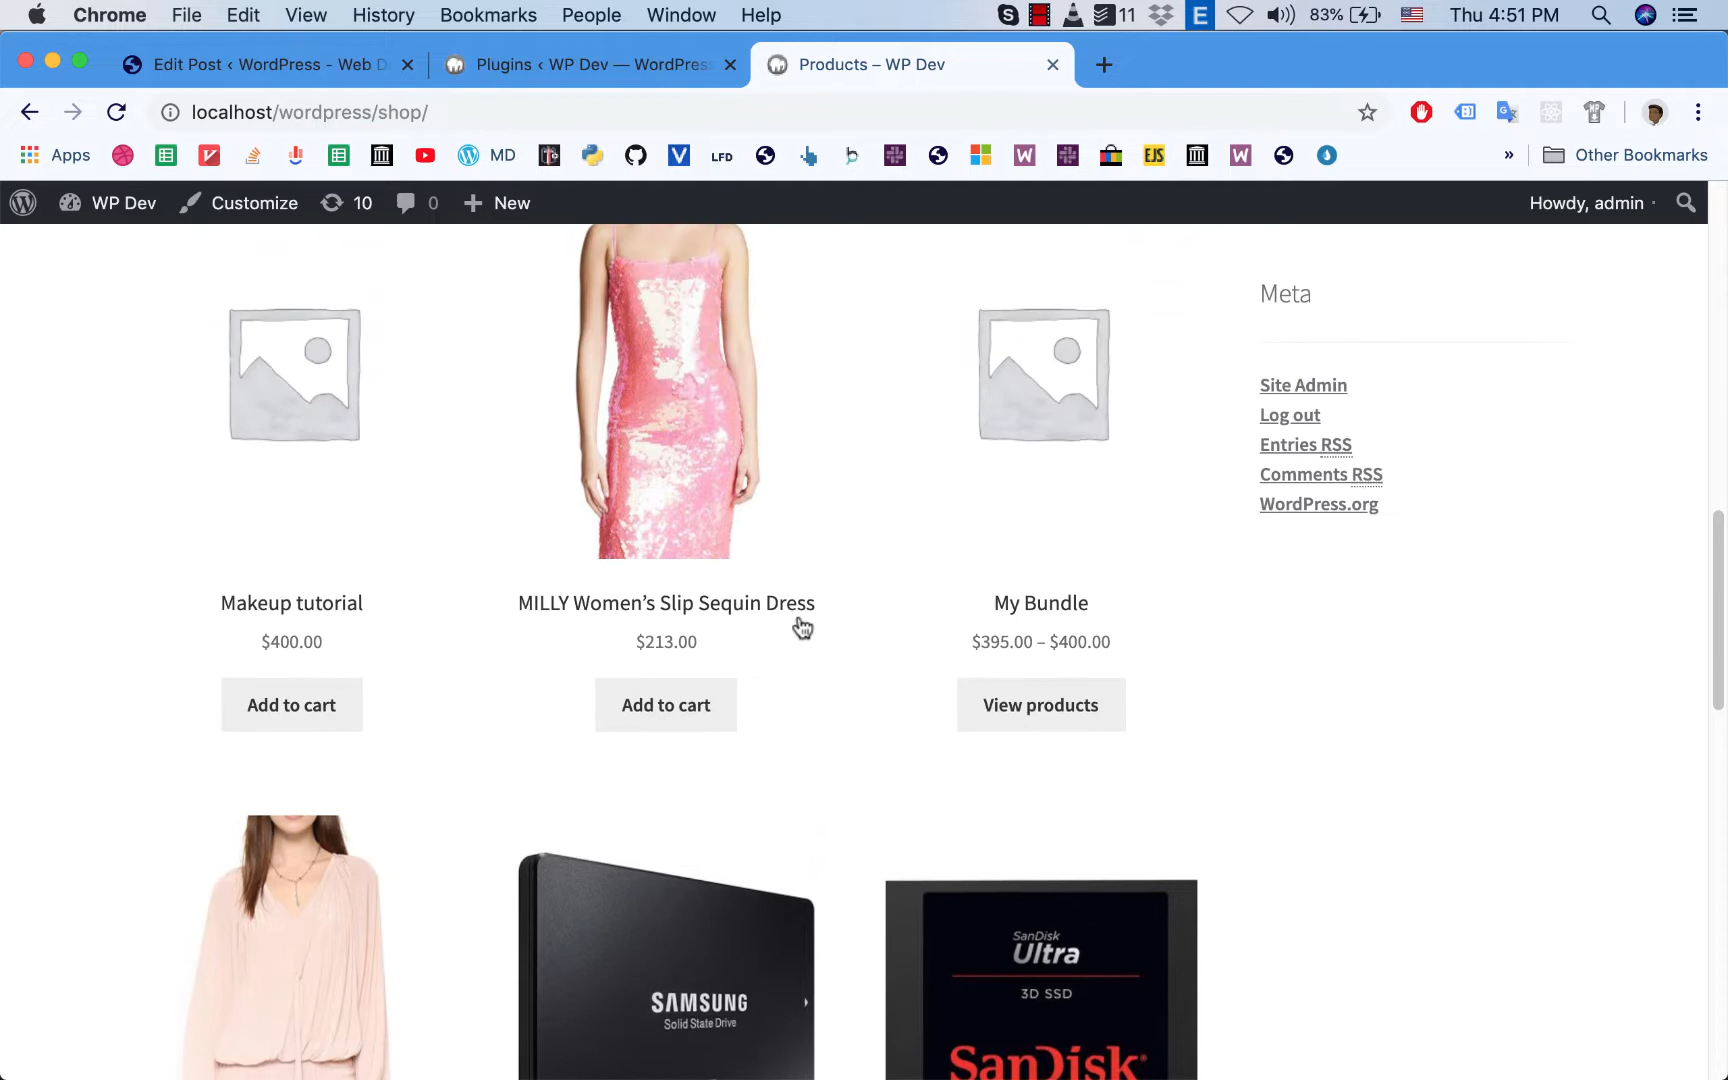 Chrome File Edit View History Bookmarks People Window Help 11 E 83% Thu 4:51 PM
Edit Post ‹ WordPress - Web D Plugins ‹ WP Dev — WordPress Products – WP Dev
localhost/wordpress/shop/
Apps MD LFD EJS » Other Bookmarks
WP Dev Customize 10 0 New Howdy, admin
Meta
Site Admin
Log out
Entries RSS
Comments RSS
WordPress.org
Makeup tutorial
$400.00
Add to cart
MILLY Women’s Slip Sequin Dress
$213.00
Add to cart
My Bundle
$395.00 – $400.00
View products
SAMSUNG
Solid State Drive
SanDisk
Ultra
3D SSD
SanDisk